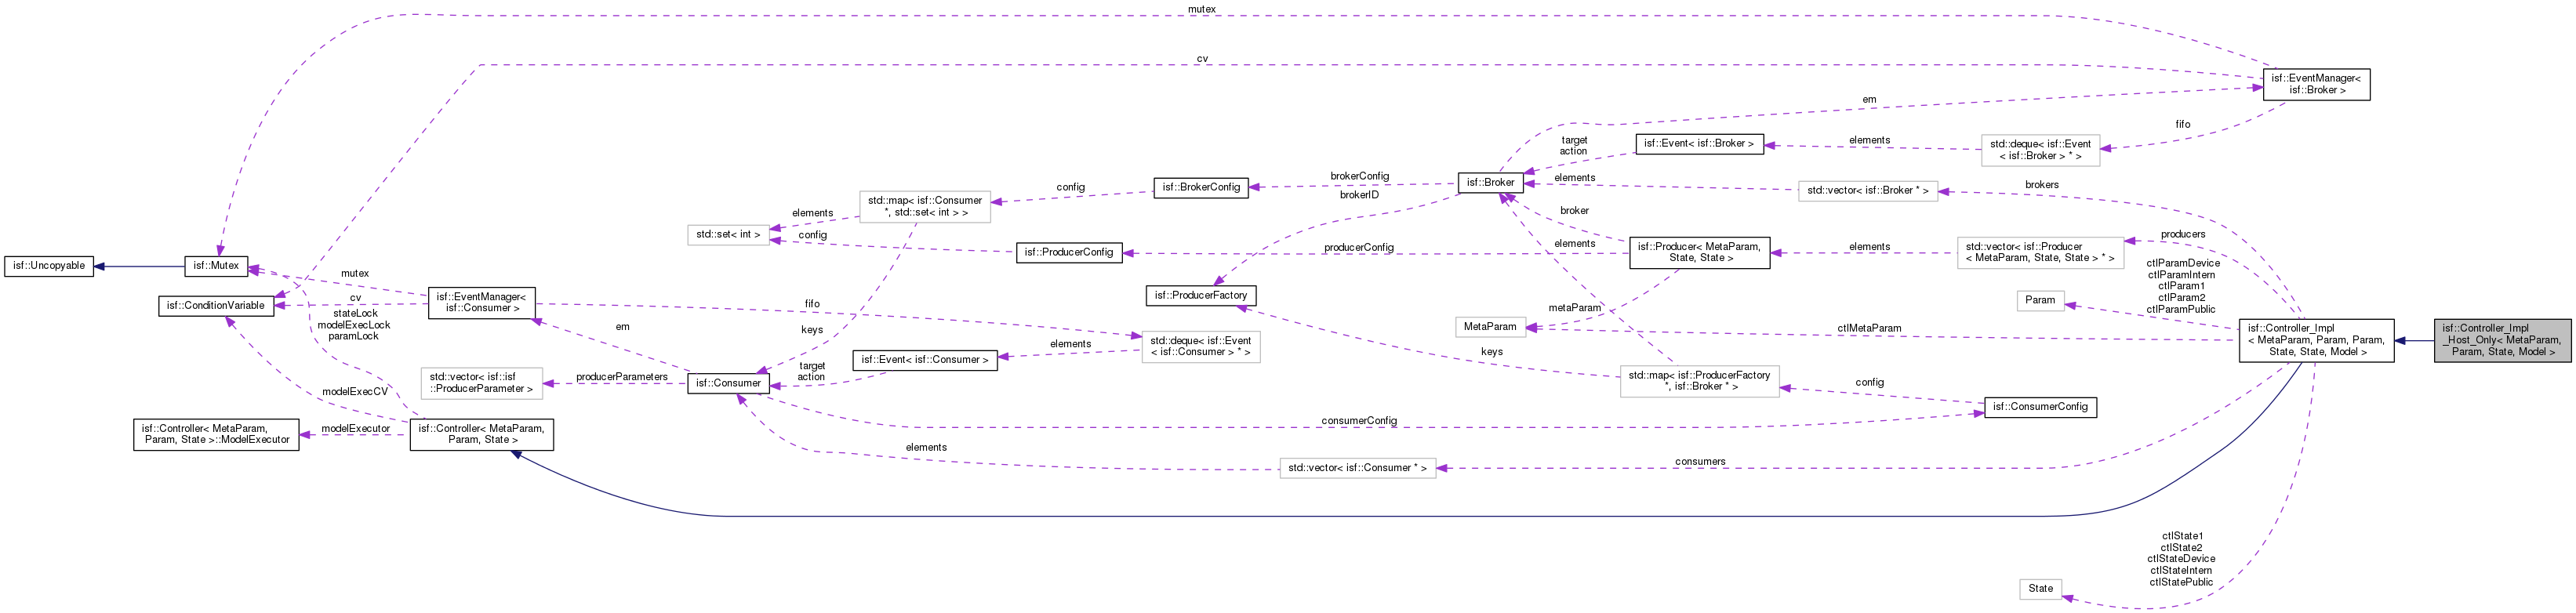 mutex
cv
isf::EventManager<
isf::Broker >
em
fifo
target
action
isf::Event< isf::Broker >
elements
std::deque< isf::Event
< isf::Broker > * >
brokerConfig
isf::Broker
elements
brokers
config
isf::BrokerConfig
brokerID
std::vector< isf::Broker * >
elements
std::map< isf::Consumer
*, std::set< int > >
broker
std::set< int >
config
producers
elements
isf::Producer< MetaParam,
State, State >
elements
std::vector< isf::Producer
< MetaParam, State, State > * >
isf::ProducerConfig
producerConfig
isf::Uncopyable
isf::Mutex
mutex
ctlParamDevice
ctlParamIntern
ctlParam1
ctlParam2
ctlParamPublic
isf::ConditionVariable
cv
isf::EventManager<
isf::Consumer >
fifo
isf::ProducerFactory
metaParam
Param
stateLock
modelExecLock
paramLock
em
keys
MetaParam
ctlMetaParam
isf::Controller_Impl
< MetaParam, Param, Param,
State, State, Model >
isf::Controller_Impl
_Host_Only< MetaParam,
Param, State, Model >
elements
std::deque< isf::Event
< isf::Consumer > * >
isf::Event< isf::Consumer >
target
action
keys
std::vector< isf::isf
::ProducerParameter >
producerParameters
isf::Consumer
std::map< isf::ProducerFactory
*, isf::Broker * >
config
modelExecCV
isf::ConsumerConfig
consumerConfig
isf::Controller< MetaParam,
Param, State >::ModelExecutor
modelExecutor
isf::Controller< MetaParam,
Param, State >
elements
std::vector< isf::Consumer * >
consumers
ctlState1
ctlState2
ctlStateDevice
ctlStateIntern
ctlStatePublic
State